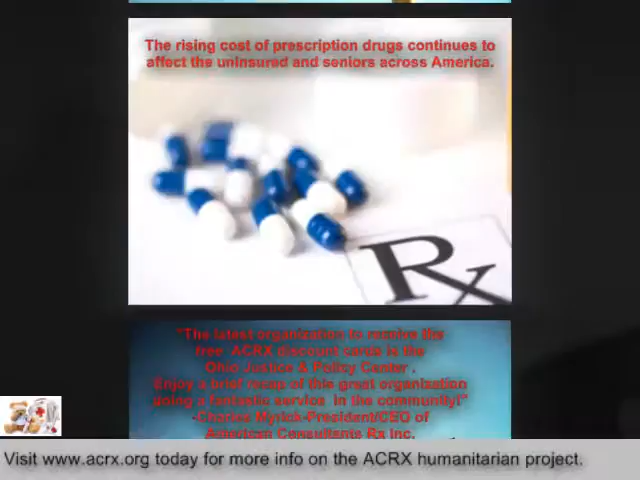 The rising cost of prescription drugs continues to
affect the uninsured and seniors across America.
Rx
"The latest organization to receive the
free ACRX discount cards is the
Ohio Justice & Policy Center .
Enjoy a brief recap of this great organization
doing a fantastic service in the community!"
-Charles Myrick-President/CEO of
American Consultants Rx Inc.
Visit www.acrx.org today for more info on the ACRX humanitarian project.